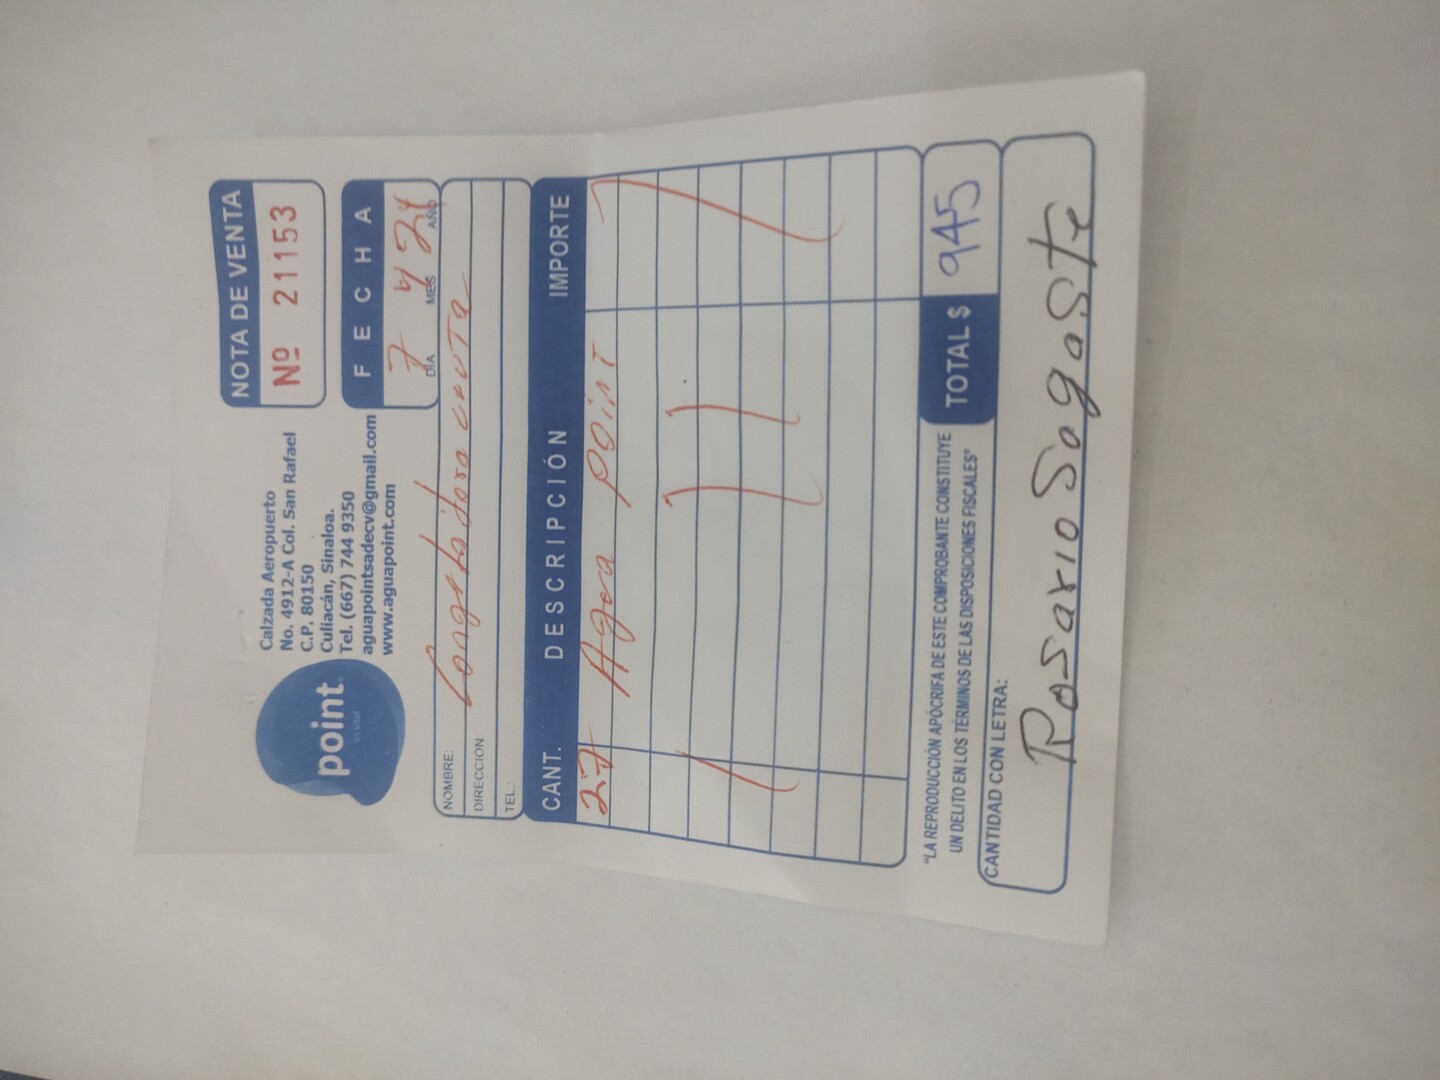 point
es vital
Calzada Aeropuerto
No. 4912-A Col. San Rafael
C.P. 80150
Culiacán, Sinaloa.
Tel. (667) 744 9350
aguapointsadecv@gmail.com
www.aguapoint.com
NOTA DE VENTA
Nº 21153
FECHA
7 4 24
DÍA MES AÑO
NOMBRE:
DIRECCION:
TEL.:
CANT. DESCRIPCIÓN IMPORTE
27 Agua point
"LA REPRODUCCIÓN APÓCRIFA DE ESTE COMPROBANTE CONSTITUYE
UN DELITO EN LOS TÉRMINOS DE LAS DISPOSICIONES FISCALES"
TOTAL $ 945
CANTIDAD CON LETRA:
Rosario Sagaste